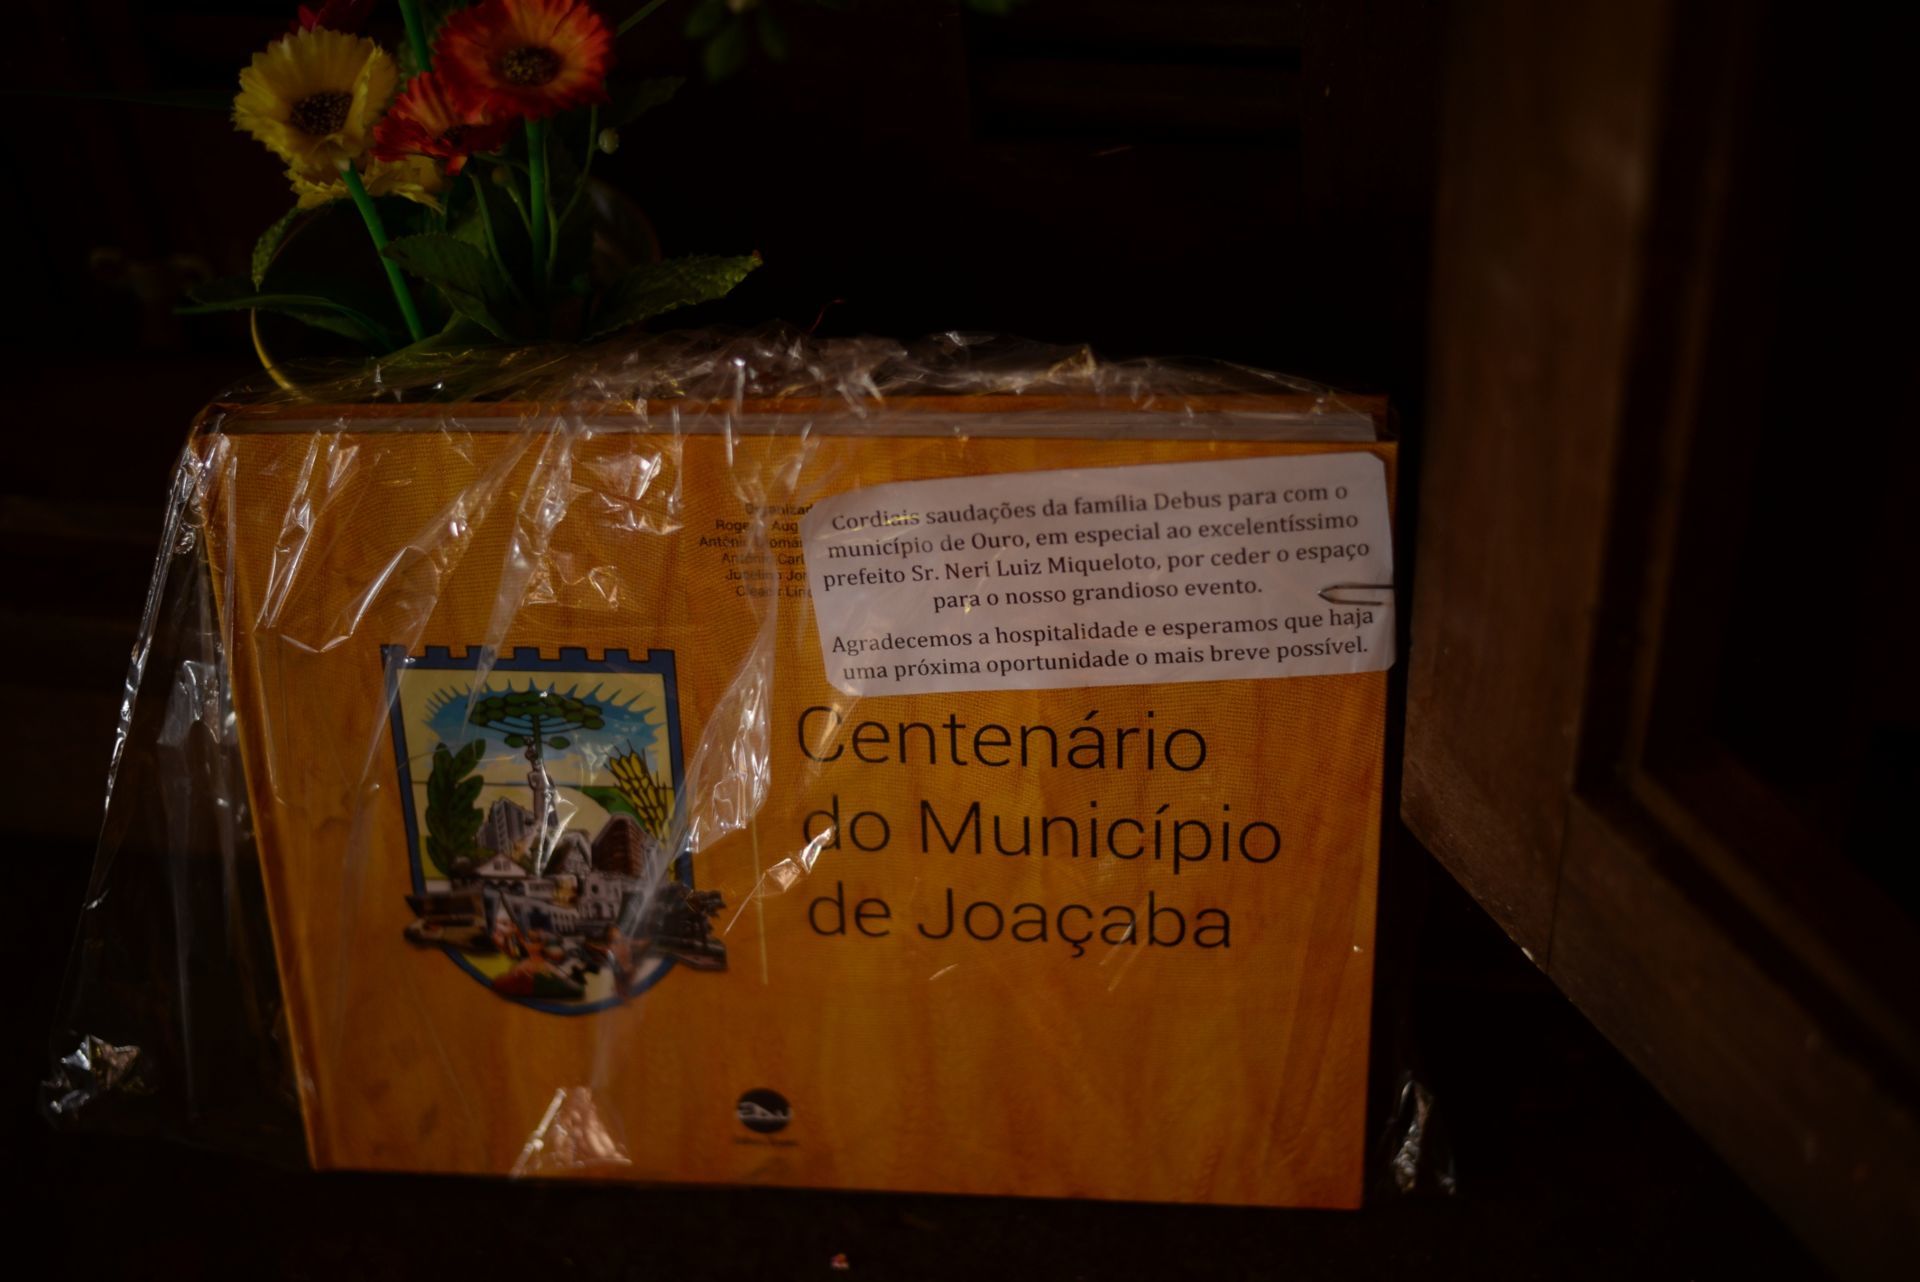 Rog Aug
Cordiais saudações da família Debus para com o
município de Ouro, em especial ao excelentíssimo
prefeito Sr. Neri Luiz Miqueloto, por ceder o espaço
para o nosso grandioso evento.
Agradecemos a hospitalidade e esperamos que haja
uma próxima oportunidade o mais breve possível.
Centenário
do Município
de Joaçaba